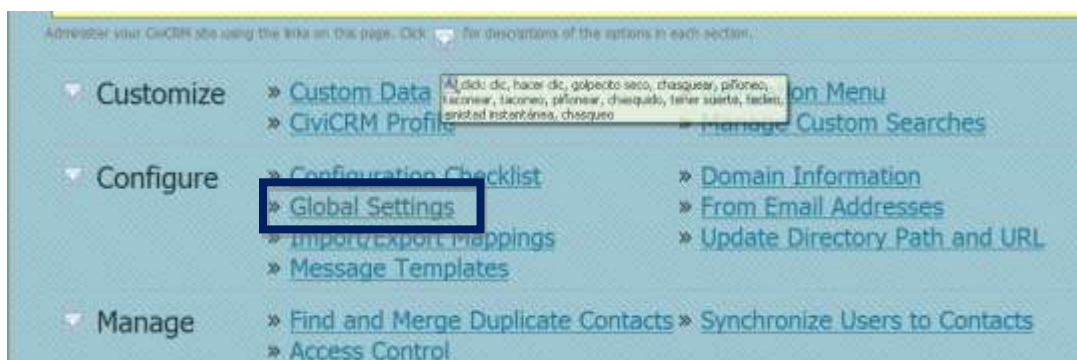 Administer your CiviCRM site using the links on this page. Click for descriptions of the options in each section.
Customize
» Custom Data
on Menu
click: clic, hacer clic, golpecito seco, chasquear, piñoneo,
taconear, taconeo, piñonear, chasquido, tener suerte, tecleo,
amistad instantánea, chasqueo
» CiviCRM Profile
» Manage Custom Searches
Configure
» Configuration Checklist
» Domain Information
» Global Settings
» From Email Addresses
» Import/Export Mappings
» Update Directory Path and URL
» Message Templates
Manage
» Find and Merge Duplicate Contacts
» Synchronize Users to Contacts
» Access Control